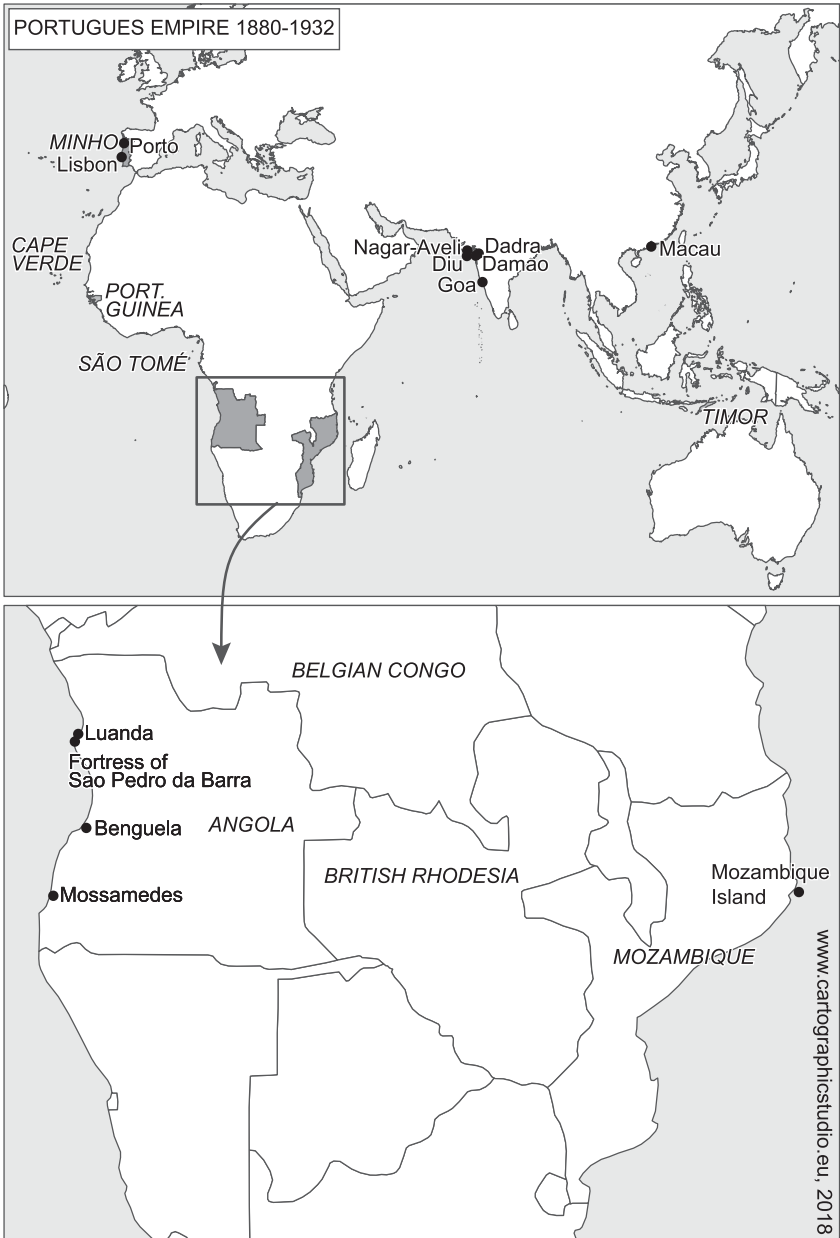 PORTUGUES EMPIRE 1880-1932
MINHO
Porto
Lisbon
CAPE
VERDE
PORT.
GUINEA
SÃO TOMÉ
Nagar-Aveli
Dadra
Diu
Damáo
Goa
Macau
TIMOR
BELGIAN CONGO
Luanda
Fortress of
São Pedro da Barra
Benguela
ANGOLA
BRITISH RHODESIA
Mossamedes
Mozambique
Island
MOZAMBIQUE
www.cartographicstudio.eu, 2018